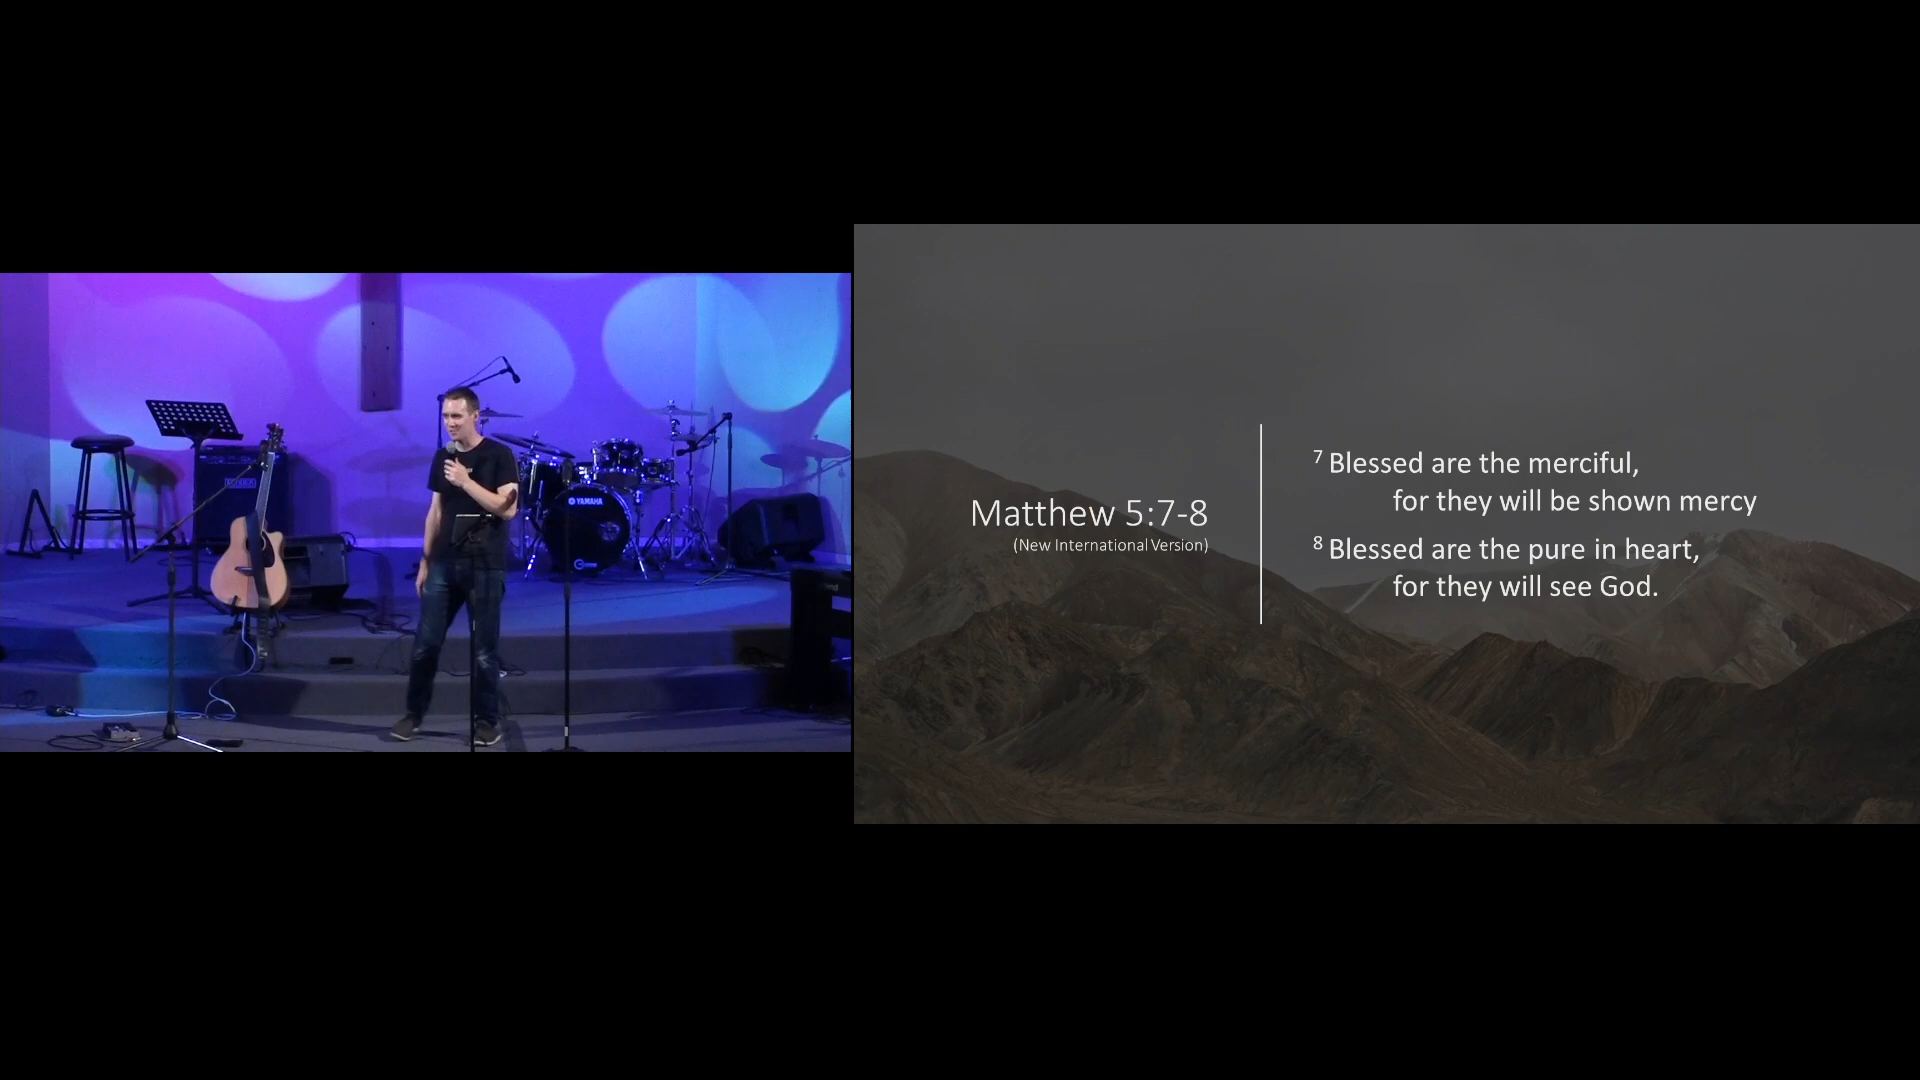 YAMAHA
Matthew 5:7-8
(New International Version)
7 Blessed are the merciful,
for they will be shown mercy
8 Blessed are the pure in heart,
for they will see God.